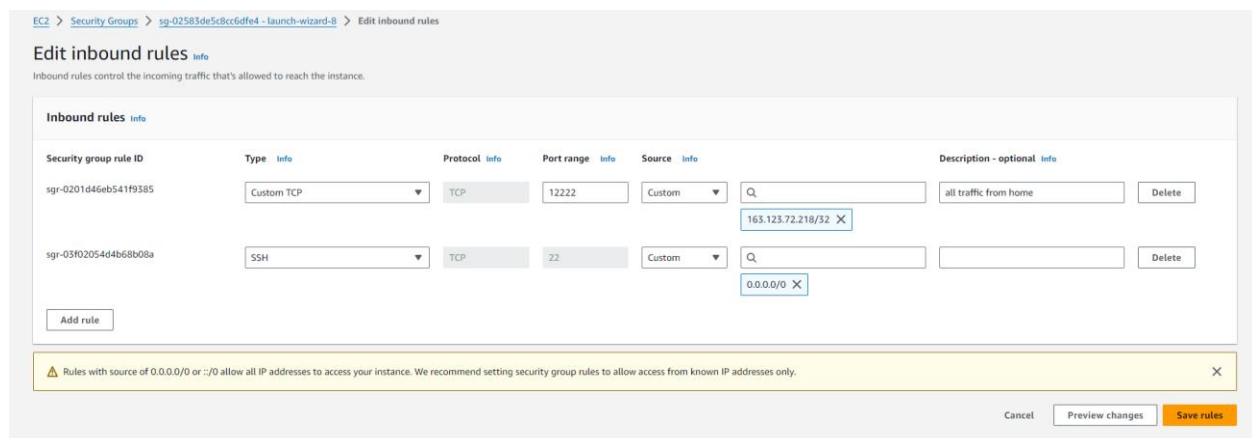 EC2 > Security Groups > sg-02583de5c8cc6dfe4 - launch-wizard-8 > Edit inbound rules
Edit inbound rules Info
Inbound rules control the incoming traffic that's allowed to reach the instance.
Inbound rules Info
Security group rule ID Type Info Protocol Info Port range Info Source Info Description - optional Info
sgr-0201d46eb541f9385 Custom TCP TCP 12222 Custom all traffic from home Delete
163.123.72.218/32
sgr-03f02054d4b68b08a SSH TCP 22 Custom Delete
0.0.0.0/0
Add rule
Rules with source of 0.0.0.0/0 or ::/0 allow all IP addresses to access your instance. We recommend setting security group rules to allow access from known IP addresses only.
Cancel Preview changes Save rules